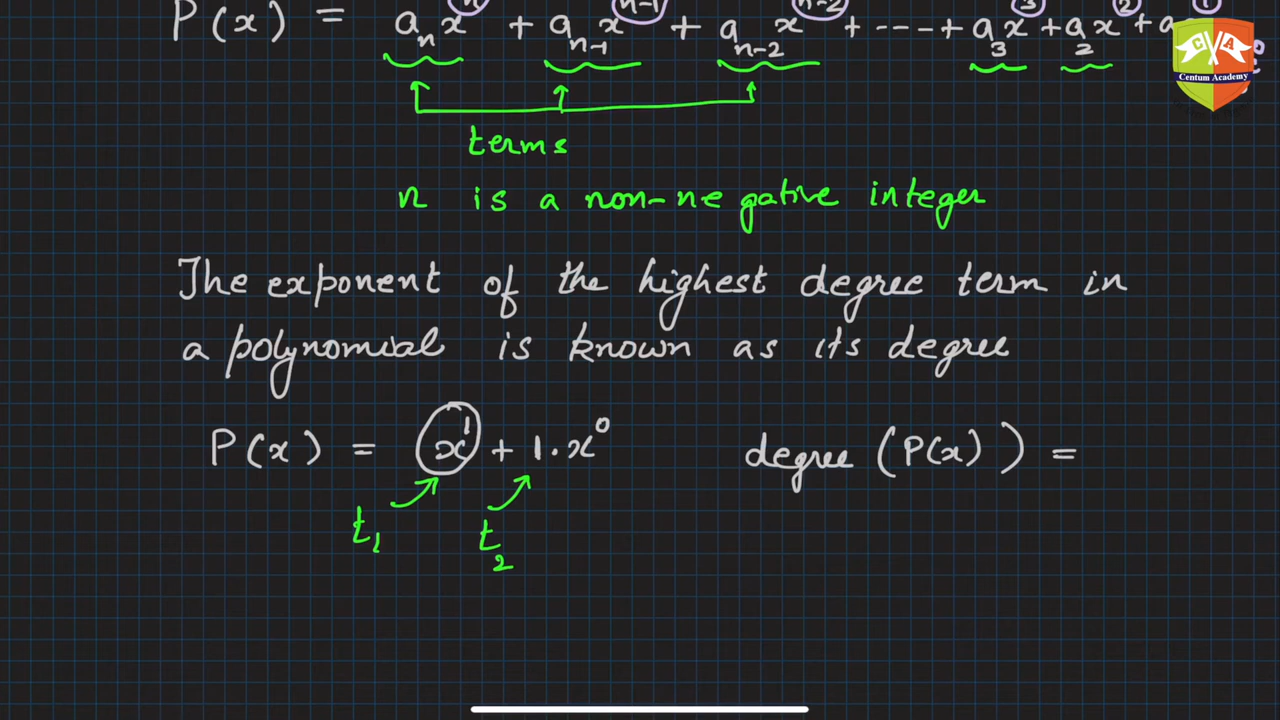 P(x) = aₙxⁿ + aₙ₋₁xⁿ⁻¹ + aₙ₋₂xⁿ⁻² + ---- + a₃x³ + a₂x² + a
C A
Centum Academy
terms
n is a non-negative integer
The exponent of the highest degree term in
a polynomial is known as its degree
P(x) = x¹ + 1.x⁰ degree (P(x)) =
t₁ t₂